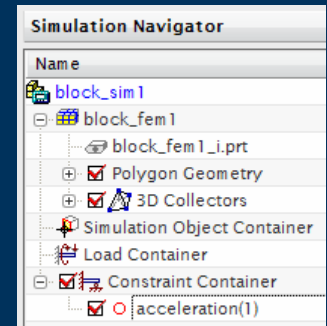 Simulation Navigator
Name
block_sim1
block_fem1
block_fem1_i.prt
Polygon Geometry
3D Collectors
Simulation Object Container
Load Container
Constraint Container
acceleration(1)